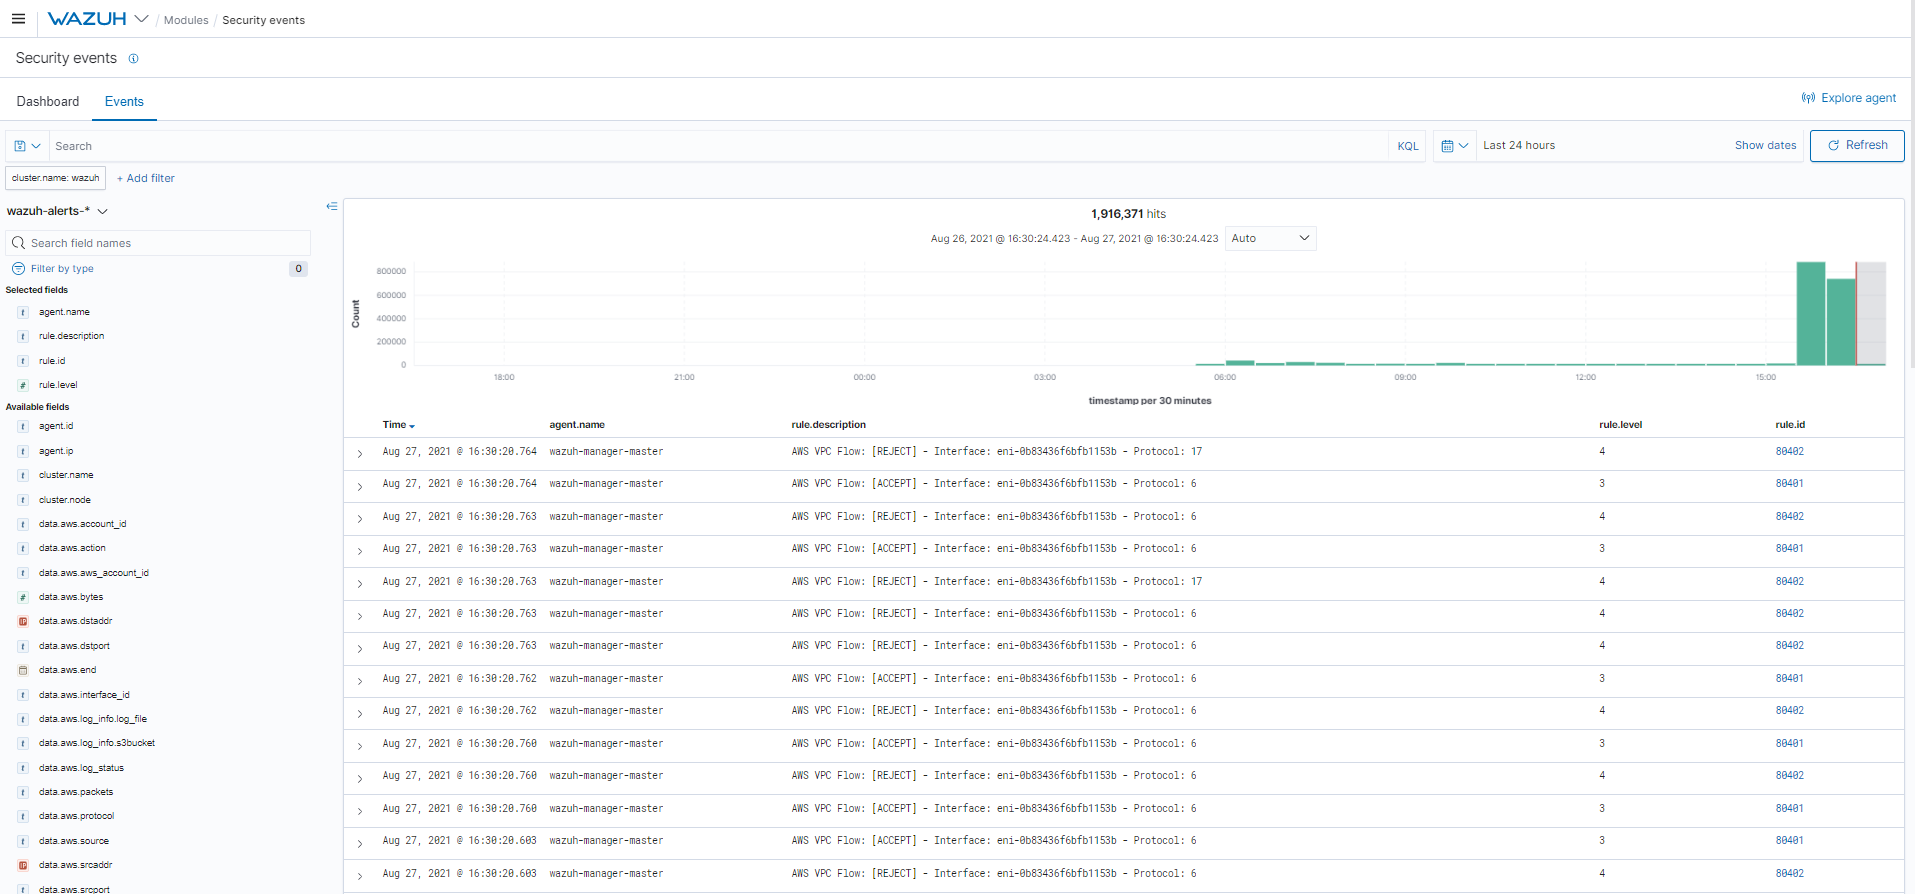 WAZUH / Modules / Security events
Security events
Dashboard Events
Explore agent
Search KQL Last 24 hours Show dates Refresh
cluster.name: wazuh + Add filter
wazuh-alerts-*
Search field names
Filter by type 0
Selected fields
t agent.name
t rule.description
t rule.id
# rule.level
Available fields
t agent.id
t agent.ip
t cluster.name
t cluster.node
t data.aws.account_id
t data.aws.action
t data.aws.aws_account_id
# data.aws.bytes
IP data.aws.dstaddr
t data.aws.dstport
data.aws.end
t data.aws.interface_id
t data.aws.log_info.log_file
t data.aws.log_info.s3bucket
t data.aws.log_status
t data.aws.packets
t data.aws.protocol
t data.aws.source
IP data.aws.srcaddr
t data.aws.srcport
1,916,371 hits
Aug 26, 2021 @ 16:30:24.423 - Aug 27, 2021 @ 16:30:24.423 Auto
Count
800000
600000
400000
200000
0
18:00 21:00 00:00 03:00 06:00 09:00 12:00 15:00
timestamp per 30 minutes
Time agent.name rule.description rule.level rule.id
Aug 27, 2021 @ 16:30:20.764 wazuh-manager-master AWS VPC Flow: [REJECT] - Interface: eni-0b83436f6bfb1153b - Protocol: 17 4 80402
Aug 27, 2021 @ 16:30:20.764 wazuh-manager-master AWS VPC Flow: [ACCEPT] - Interface: eni-0b83436f6bfb1153b - Protocol: 6 3 80401
Aug 27, 2021 @ 16:30:20.763 wazuh-manager-master AWS VPC Flow: [REJECT] - Interface: eni-0b83436f6bfb1153b - Protocol: 6 4 80402
Aug 27, 2021 @ 16:30:20.763 wazuh-manager-master AWS VPC Flow: [ACCEPT] - Interface: eni-0b83436f6bfb1153b - Protocol: 6 3 80401
Aug 27, 2021 @ 16:30:20.763 wazuh-manager-master AWS VPC Flow: [REJECT] - Interface: eni-0b83436f6bfb1153b - Protocol: 17 4 80402
Aug 27, 2021 @ 16:30:20.763 wazuh-manager-master AWS VPC Flow: [REJECT] - Interface: eni-0b83436f6bfb1153b - Protocol: 6 4 80402
Aug 27, 2021 @ 16:30:20.763 wazuh-manager-master AWS VPC Flow: [REJECT] - Interface: eni-0b83436f6bfb1153b - Protocol: 6 4 80402
Aug 27, 2021 @ 16:30:20.762 wazuh-manager-master AWS VPC Flow: [ACCEPT] - Interface: eni-0b83436f6bfb1153b - Protocol: 6 3 80401
Aug 27, 2021 @ 16:30:20.762 wazuh-manager-master AWS VPC Flow: [REJECT] - Interface: eni-0b83436f6bfb1153b - Protocol: 6 4 80402
Aug 27, 2021 @ 16:30:20.760 wazuh-manager-master AWS VPC Flow: [ACCEPT] - Interface: eni-0b83436f6bfb1153b - Protocol: 6 3 80401
Aug 27, 2021 @ 16:30:20.760 wazuh-manager-master AWS VPC Flow: [REJECT] - Interface: eni-0b83436f6bfb1153b - Protocol: 6 4 80402
Aug 27, 2021 @ 16:30:20.760 wazuh-manager-master AWS VPC Flow: [ACCEPT] - Interface: eni-0b83436f6bfb1153b - Protocol: 6 3 80401
Aug 27, 2021 @ 16:30:20.603 wazuh-manager-master AWS VPC Flow: [ACCEPT] - Interface: eni-0b83436f6bfb1153b - Protocol: 6 3 80401
Aug 27, 2021 @ 16:30:20.603 wazuh-manager-master AWS VPC Flow: [REJECT] - Interface: eni-0b83436f6bfb1153b - Protocol: 6 4 80402